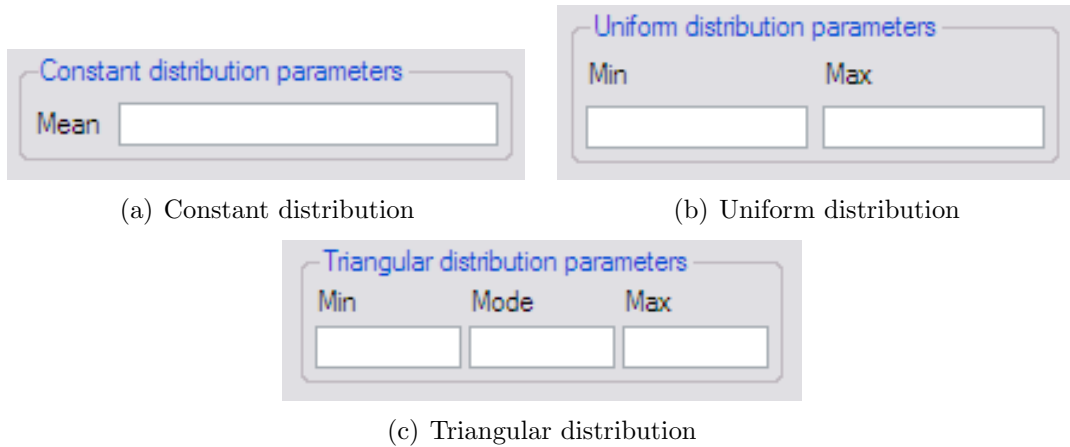 Constant distribution parameters
Mean
(a) Constant distribution
Uniform distribution parameters
Min Max
(b) Uniform distribution
Triangular distribution parameters
Min Mode Max
(c) Triangular distribution